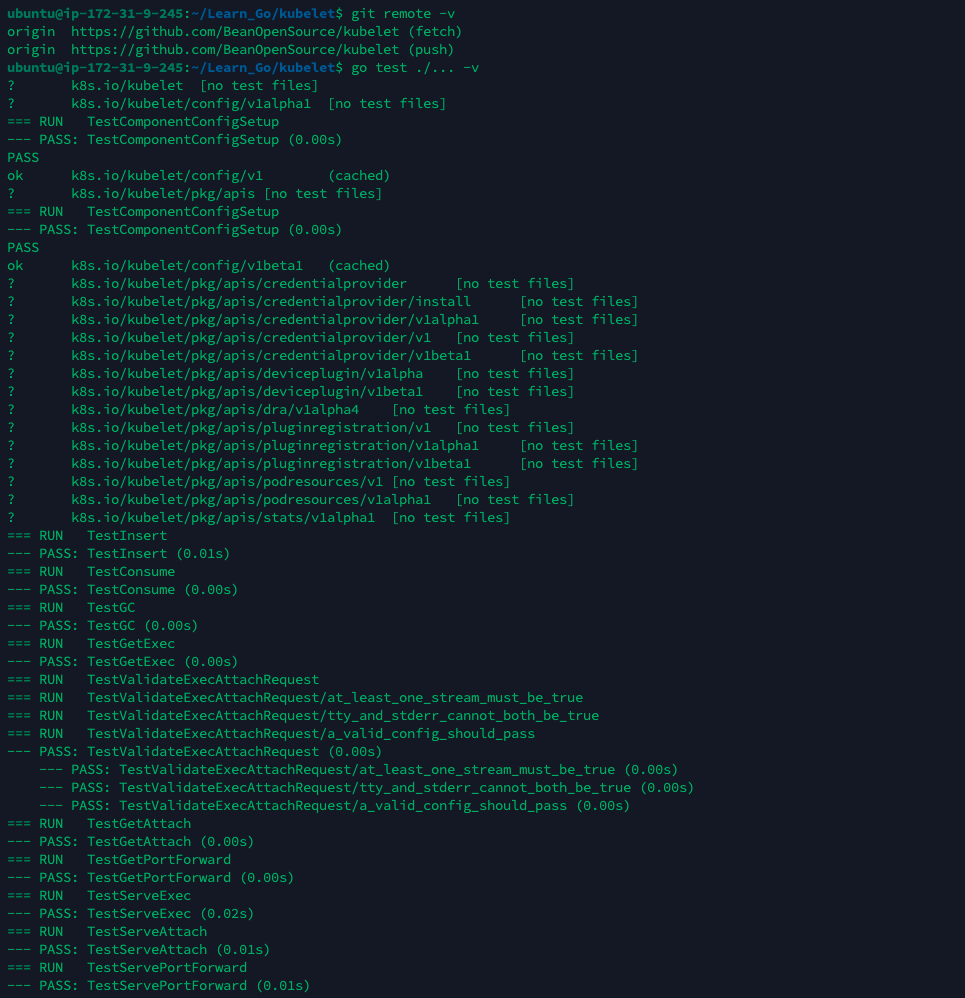 ubuntu@ip-172-31-9-245:~/Learn_Go/kubelet$ git remote -v
origin  https://github.com/BeanOpenSource/kubelet (fetch)
origin  https://github.com/BeanOpenSource/kubelet (push)
ubuntu@ip-172-31-9-245:~/Learn_Go/kubelet$ go test ./... -v
?       k8s.io/kubelet  [no test files]
?       k8s.io/kubelet/config/v1alpha1  [no test files]
=== RUN   TestComponentConfigSetup
--- PASS: TestComponentConfigSetup (0.00s)
PASS
ok      k8s.io/kubelet/config/v1        (cached)
?       k8s.io/kubelet/pkg/apis [no test files]
=== RUN   TestComponentConfigSetup
--- PASS: TestComponentConfigSetup (0.00s)
PASS
ok      k8s.io/kubelet/config/v1beta1   (cached)
?       k8s.io/kubelet/pkg/apis/credentialprovider      [no test files]
?       k8s.io/kubelet/pkg/apis/credentialprovider/install      [no test files]
?       k8s.io/kubelet/pkg/apis/credentialprovider/v1alpha1     [no test files]
?       k8s.io/kubelet/pkg/apis/credentialprovider/v1   [no test files]
?       k8s.io/kubelet/pkg/apis/credentialprovider/v1beta1      [no test files]
?       k8s.io/kubelet/pkg/apis/deviceplugin/v1alpha    [no test files]
?       k8s.io/kubelet/pkg/apis/deviceplugin/v1beta1    [no test files]
?       k8s.io/kubelet/pkg/apis/dra/v1alpha4    [no test files]
?       k8s.io/kubelet/pkg/apis/pluginregistration/v1   [no test files]
?       k8s.io/kubelet/pkg/apis/pluginregistration/v1alpha1     [no test files]
?       k8s.io/kubelet/pkg/apis/pluginregistration/v1beta1      [no test files]
?       k8s.io/kubelet/pkg/apis/podresources/v1 [no test files]
?       k8s.io/kubelet/pkg/apis/podresources/v1alpha1   [no test files]
?       k8s.io/kubelet/pkg/apis/stats/v1alpha1  [no test files]
=== RUN   TestInsert
--- PASS: TestInsert (0.01s)
=== RUN   TestConsume
--- PASS: TestConsume (0.00s)
=== RUN   TestGC
--- PASS: TestGC (0.00s)
=== RUN   TestGetExec
--- PASS: TestGetExec (0.00s)
=== RUN   TestValidateExecAttachRequest
=== RUN   TestValidateExecAttachRequest/at_least_one_stream_must_be_true
=== RUN   TestValidateExecAttachRequest/tty_and_stderr_cannot_both_be_true
=== RUN   TestValidateExecAttachRequest/a_valid_config_should_pass
--- PASS: TestValidateExecAttachRequest (0.00s)
    --- PASS: TestValidateExecAttachRequest/at_least_one_stream_must_be_true (0.00s)
    --- PASS: TestValidateExecAttachRequest/tty_and_stderr_cannot_both_be_true (0.00s)
    --- PASS: TestValidateExecAttachRequest/a_valid_config_should_pass (0.00s)
=== RUN   TestGetAttach
--- PASS: TestGetAttach (0.00s)
=== RUN   TestGetPortForward
--- PASS: TestGetPortForward (0.00s)
=== RUN   TestServeExec
--- PASS: TestServeExec (0.02s)
=== RUN   TestServeAttach
--- PASS: TestServeAttach (0.01s)
=== RUN   TestServePortForward
--- PASS: TestServePortForward (0.01s)